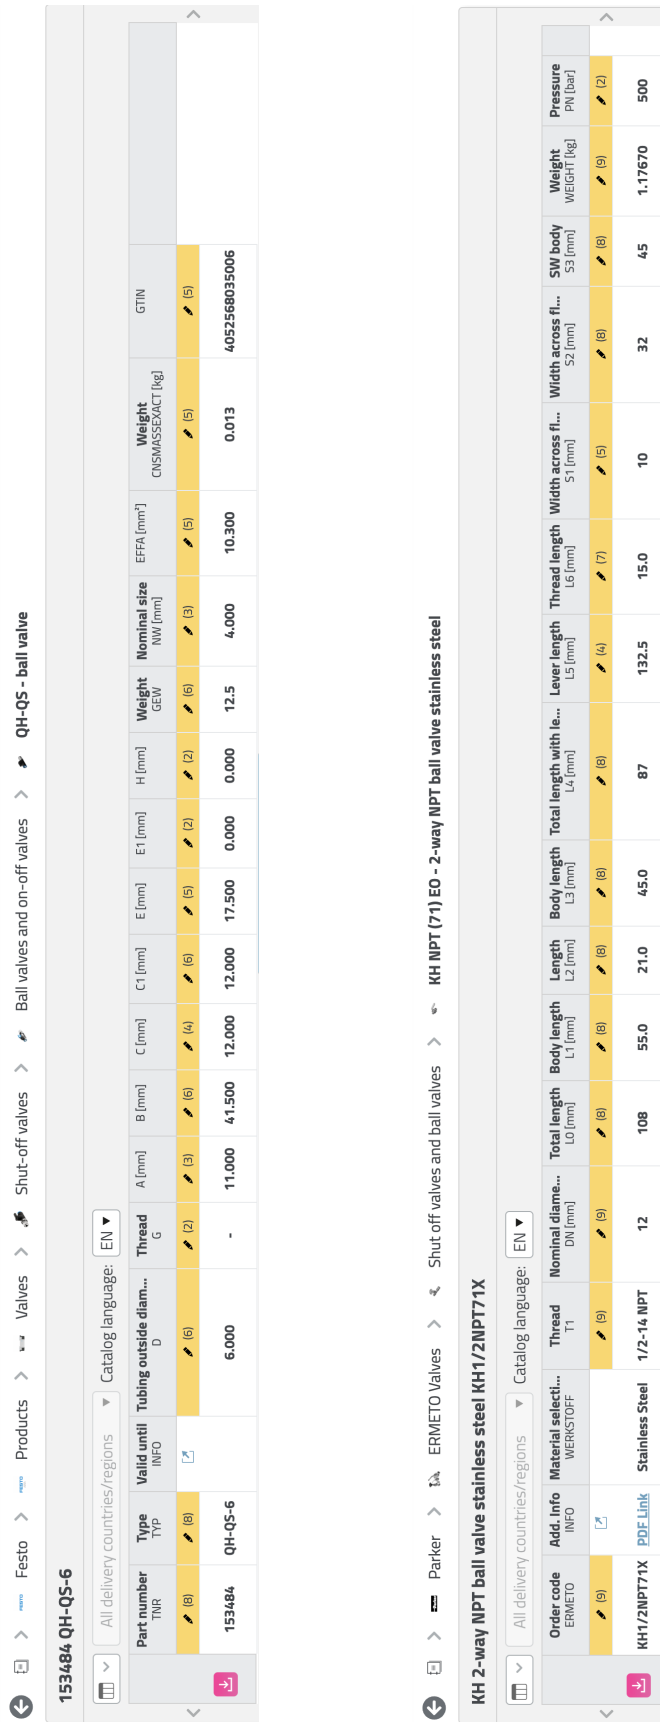 Festo > Products > Valves > Shut-off valves > Ball valves and on-off valves > QH-QS - ball valve
153484 QH-QS-6
All delivery countries/regions ▼ Catalog language: EN ▼
Part number Type Valid until Tubing outside diam... Thread A [mm] B [mm] C [mm] C1 [mm] E [mm] E1 [mm] H [mm] Weight Nominal size EFFA [mm²] Weight GTIN
TNR TYP INFO D G GEW NW [mm] CNSMASSEXACT [kg]
(8) (8) (6) (2) (3) (6) (4) (6) (5) (2) (2) (6) (3) (5) (5) (5)
153484 QH-QS-6 6.000 - 11.000 41.500 12.000 12.000 17.500 0.000 0.000 12.5 4.000 10.300 0.013 4052568035006
Parker > ERMETO Valves > Shut off valves and ball valves > KH NPT (71) EO - 2-way NPT ball valve stainless steel
KH 2-way NPT ball valve stainless steel KH1/2NPT71X
All delivery countries/regions ▼ Catalog language: EN ▼
Order code Add. Info Material selecti... Thread Nominal diame... Total length Body length Length Body length Total length with le... Lever length Thread length Width across fl... Width across fl... SW body Weight Pressure
ERMETO INFO WERKSTOFF T1 DN [mm] L0 [mm] L1 [mm] L2 [mm] L3 [mm] L4 [mm] L5 [mm] L6 [mm] S1 [mm] S2 [mm] S3 [mm] WEIGHT [kg] PN [bar]
(9) (9) (9) (8) (8) (8) (8) (8) (4) (7) (5) (8) (8) (9) (2)
KH1/2NPT71X PDF Link Stainless Steel 1/2-14 NPT 12 108 55.0 21.0 45.0 87 132.5 15.0 10 32 45 1.17670 500